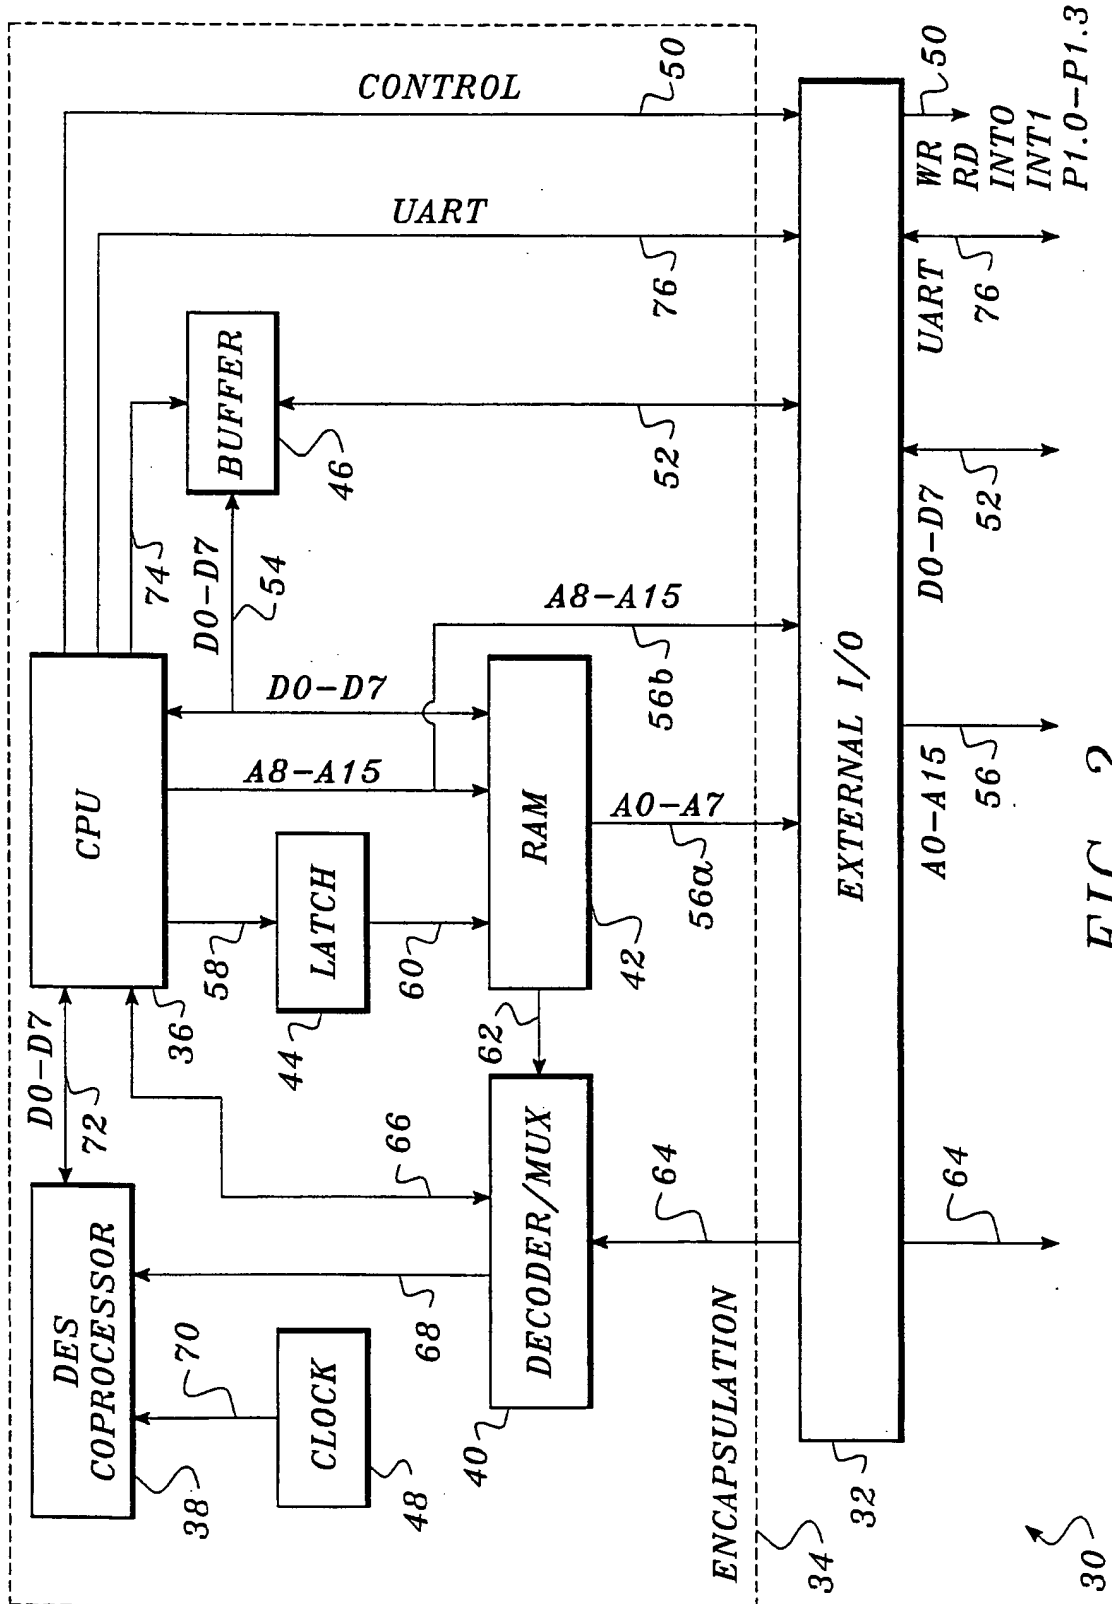 D0-D7
DES
COPROCESSOR
72
CPU
74
36
38
70
D0-D7
58
BUFFER
54
D0-D7
A8-A15
44
LATCH
CLOCK
46
CONTROL
UART
66
60
68
48
62
A8-A15
40
DECODER/MUX
RAM
42
56b
A0-A7
56a
64
50
76
52
ENCAPSULATION
34
EXTERNAL I/O
32
A0-A15
D0-D7
UART
WR
RD
INT0
INT1
P1.0-P1.3
50
76
52
56
64
30
FIG. 2